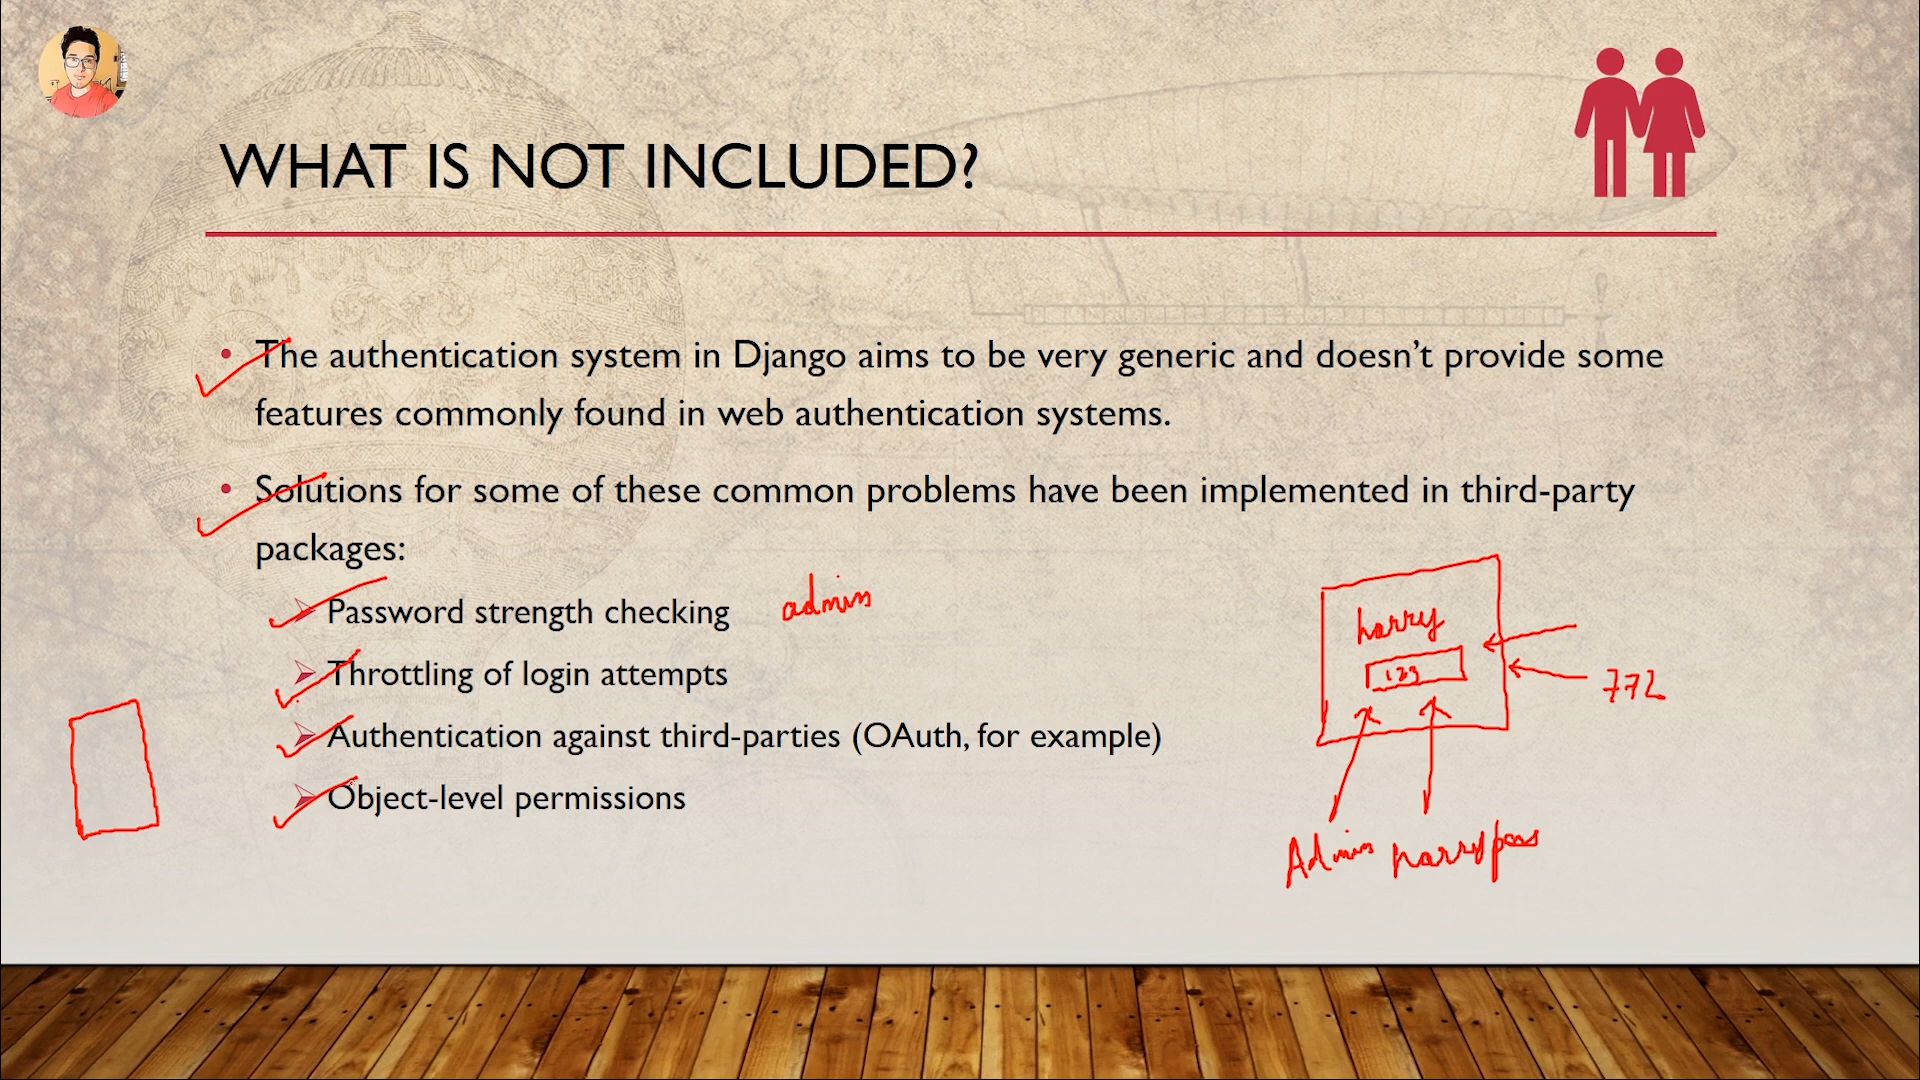 WHAT IS NOT INCLUDED?
• The authentication system in Django aims to be very generic and doesn't provide some
features commonly found in web authentication systems.
• Solutions for some of these common problems have been implemented in third-party
packages:
Password strength checking
admin
Throttling of login attempts
Authentication against third-parties (OAuth, for example)
Object-level permissions
harry
123
772
Admin harrypass